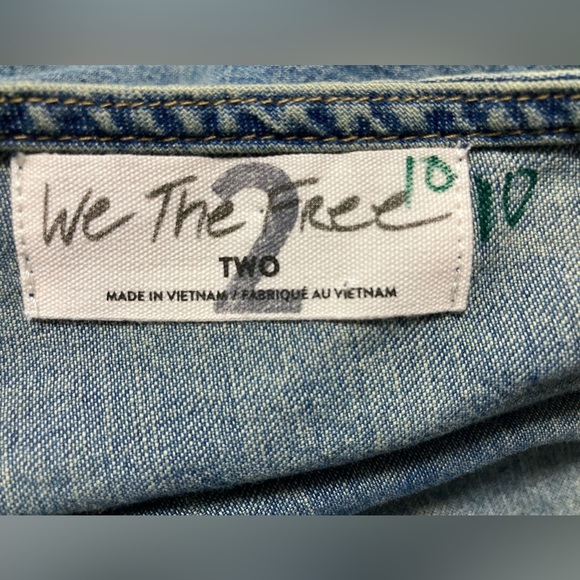 We The Free 10 10
2
TWO
MADE IN VIETNAM / FABRIQUÉ AU VIETNAM